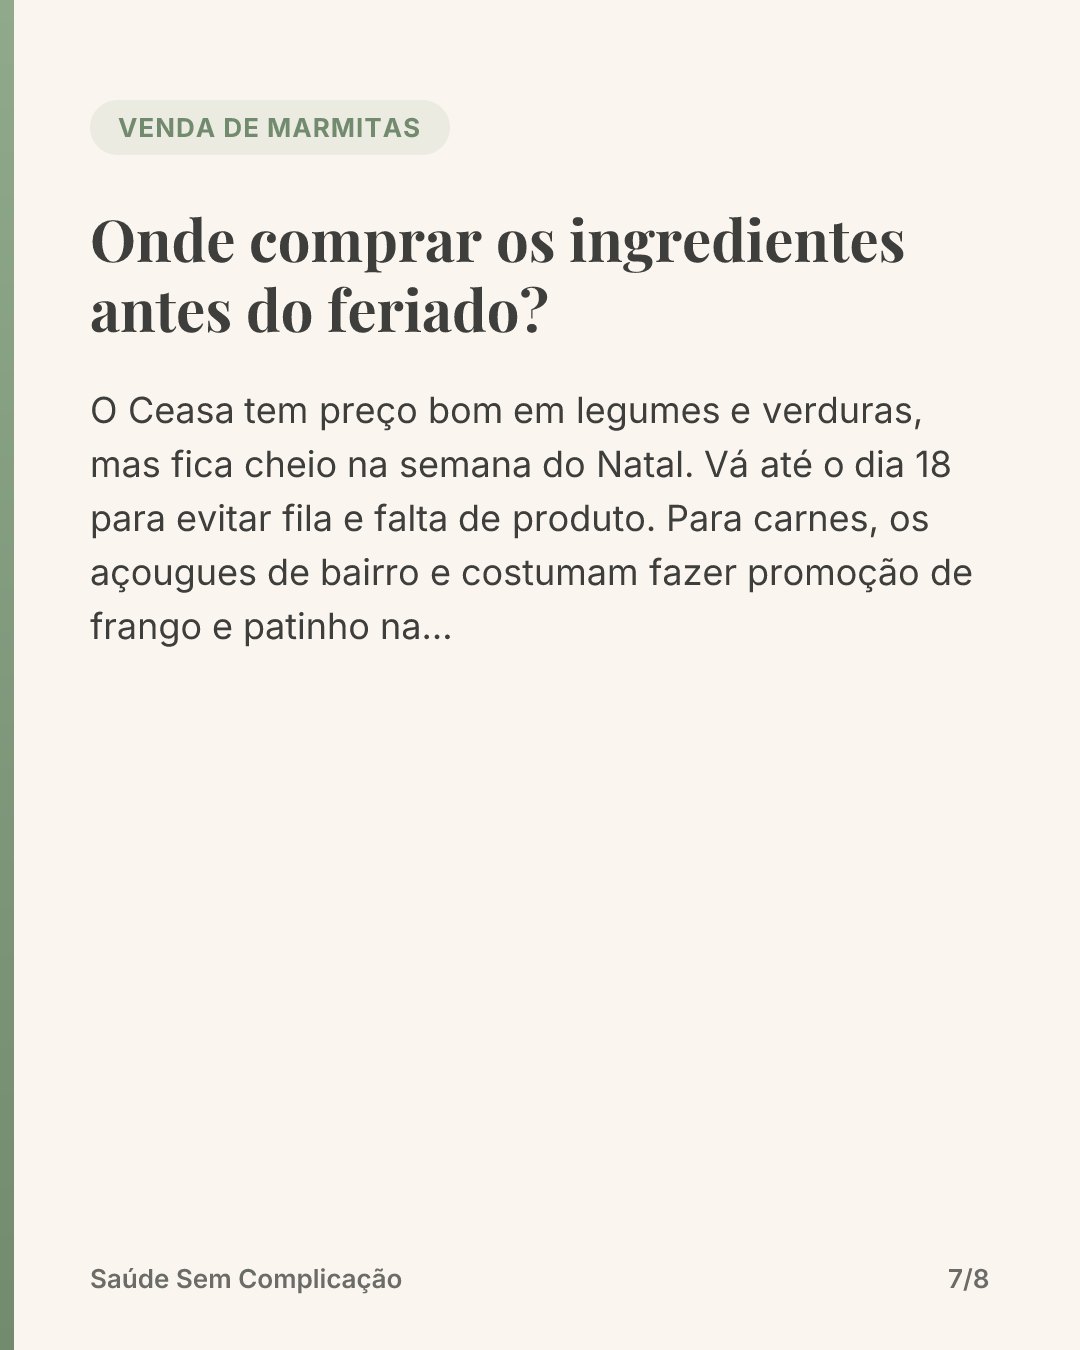 VENDA DE MARMITAS
Onde comprar os ingredientes
antes do feriado?
O Ceasa tem preço bom em legumes e verduras,
mas fica cheio na semana do Natal. Vá até o dia 18
para evitar fila e falta de produto. Para carnes, os
açougues de bairro e costumam fazer promoção de
frango e patinho na...
Saúde Sem Complicação
7/8